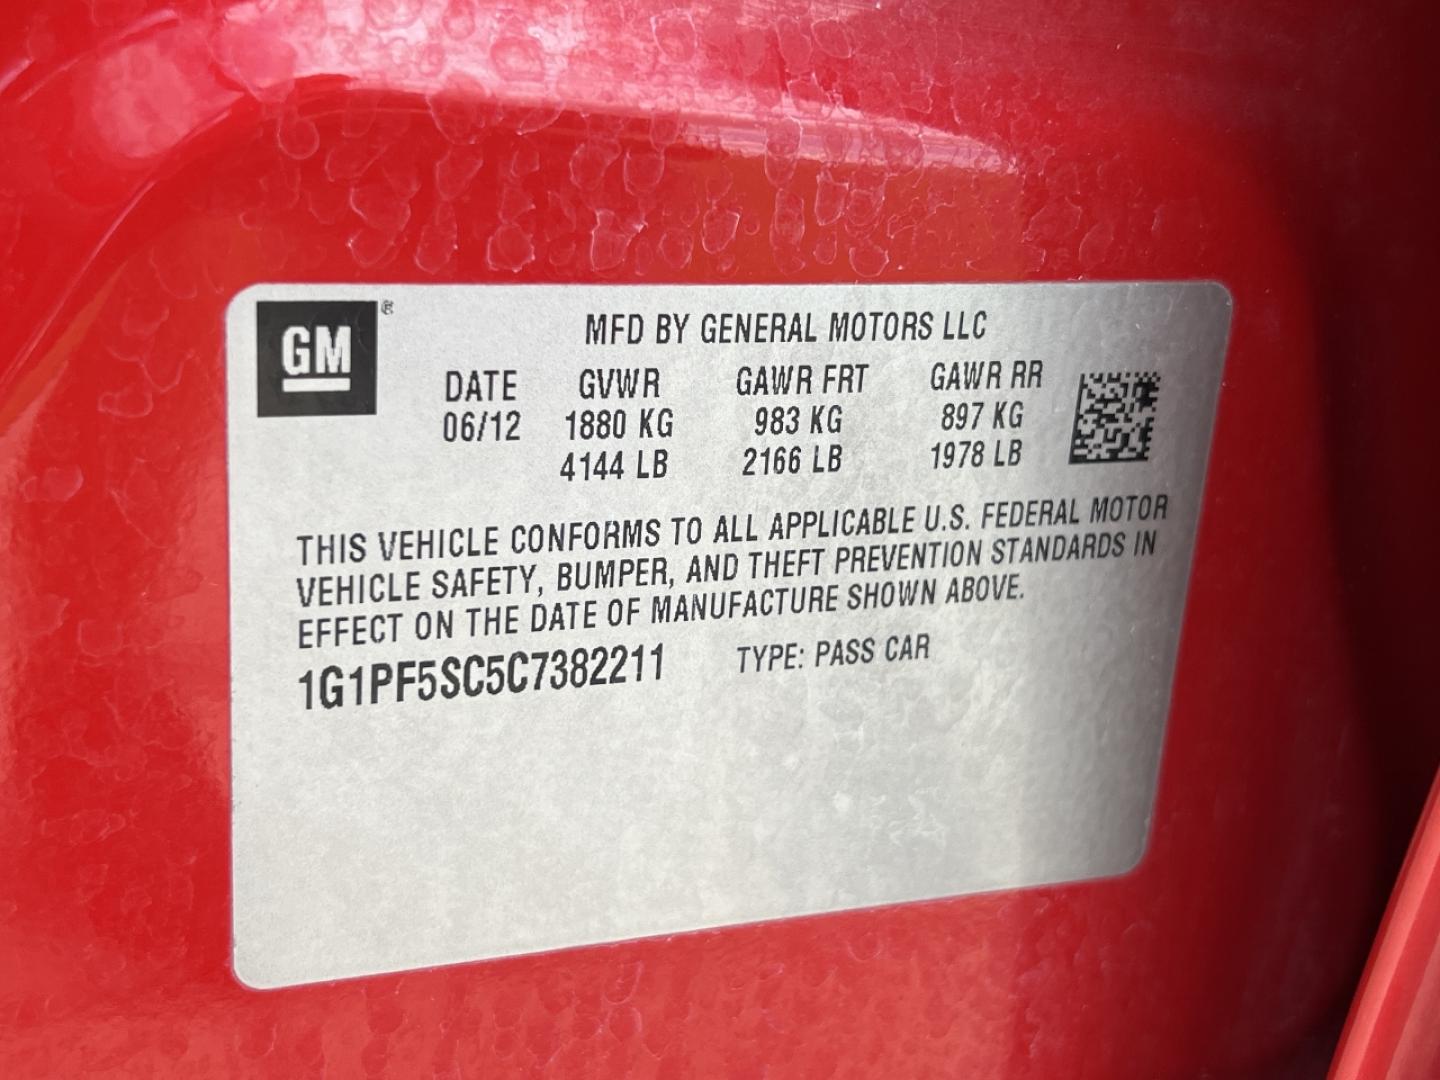 GM®
MFD BY GENERAL MOTORS LLC
DATE GVWR GAWR FRT GAWR RR
06/12 1880 KG 983 KG 897 KG
4144 LB 2166 LB 1978 LB
THIS VEHICLE CONFORMS TO ALL APPLICABLE U.S. FEDERAL MOTOR
VEHICLE SAFETY, BUMPER, AND THEFT PREVENTION STANDARDS IN
EFFECT ON THE DATE OF MANUFACTURE SHOWN ABOVE.
1G1PF5SC5C7382211 TYPE: PASS CAR